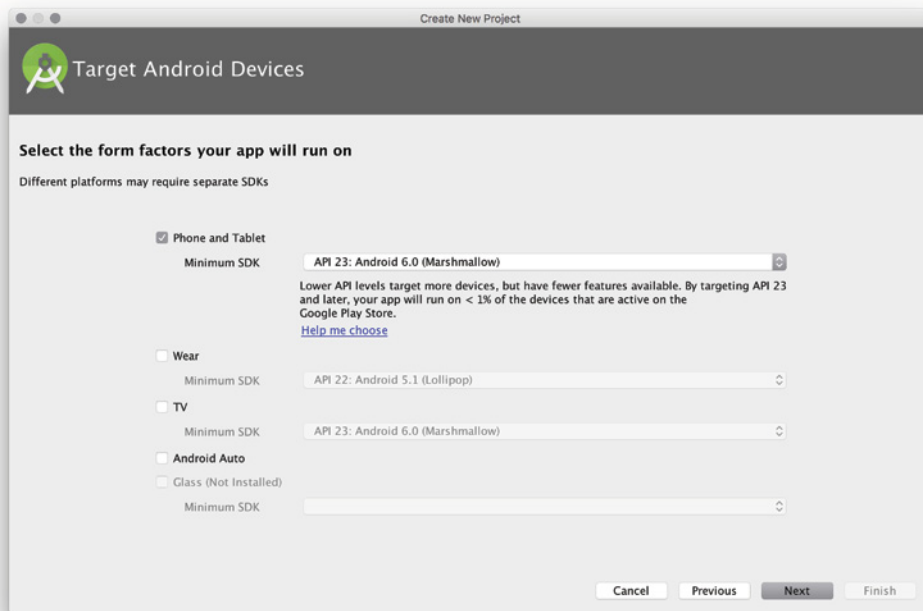 Create New Project
Target Android Devices
Select the form factors your app will run on
Different platforms may require separate SDKs
Phone and Tablet
Minimum SDK API 23: Android 6.0 (Marshmallow)
Lower API levels target more devices, but have fewer features available. By targeting API 23
and later, your app will run on < 1% of the devices that are active on the
Google Play Store.
Help me choose
Wear
Minimum SDK API 22: Android 5.1 (Lollipop)
TV
Minimum SDK API 23: Android 6.0 (Marshmallow)
Android Auto
Glass (Not Installed)
Minimum SDK
Cancel Previous Next Finish